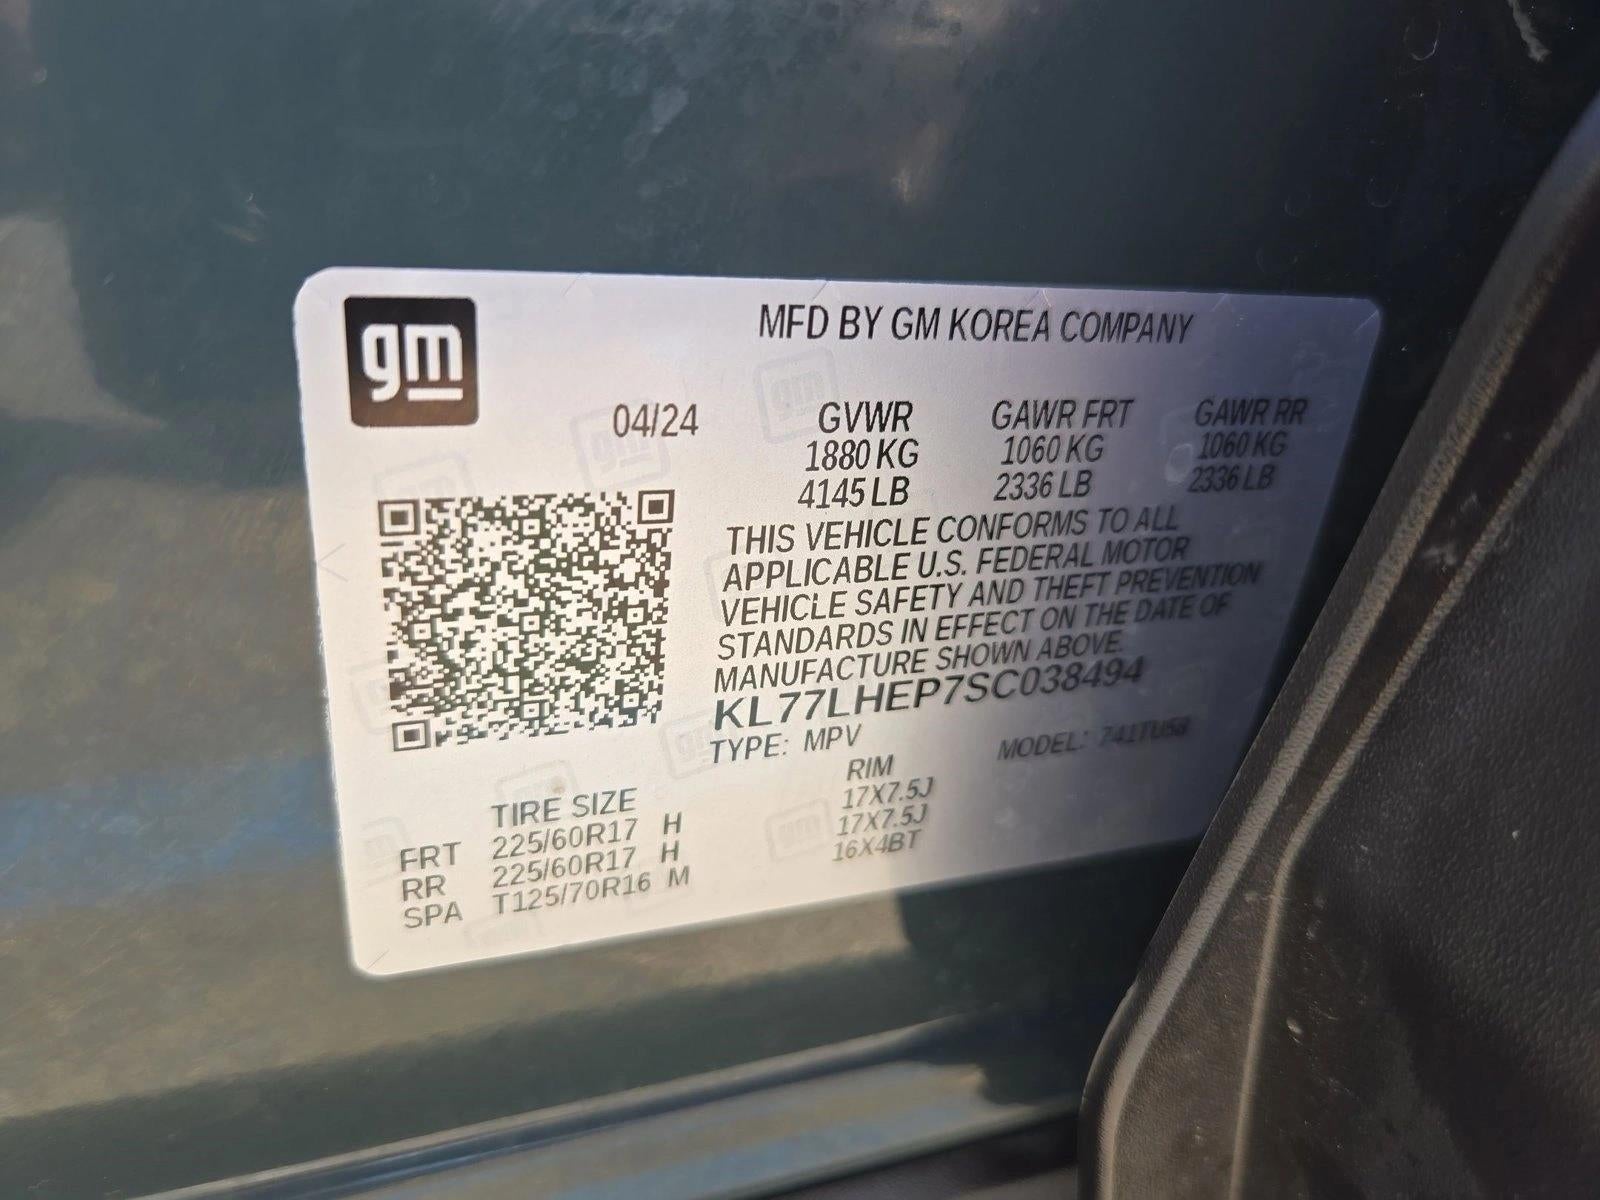 gm
MFD BY GM KOREA COMPANY
04/24 GVWR GAWR FRT GAWR RR
1880 KG 1060 KG 1060 KG
4145 LB 2336 LB 2336 LB
THIS VEHICLE CONFORMS TO ALL
APPLICABLE U.S. FEDERAL MOTOR
VEHICLE SAFETY AND THEFT PREVENTION
STANDARDS IN EFFECT ON THE DATE OF
MANUFACTURE SHOWN ABOVE.
KL77LHEP7SC038494
TYPE: MPV MODEL: 741TU58
TIRE SIZE RIM
FRT 225/60R17 H 17X7.5J
RR 225/60R17 H 17X7.5J
SPA T125/70R16 M 16X4BT